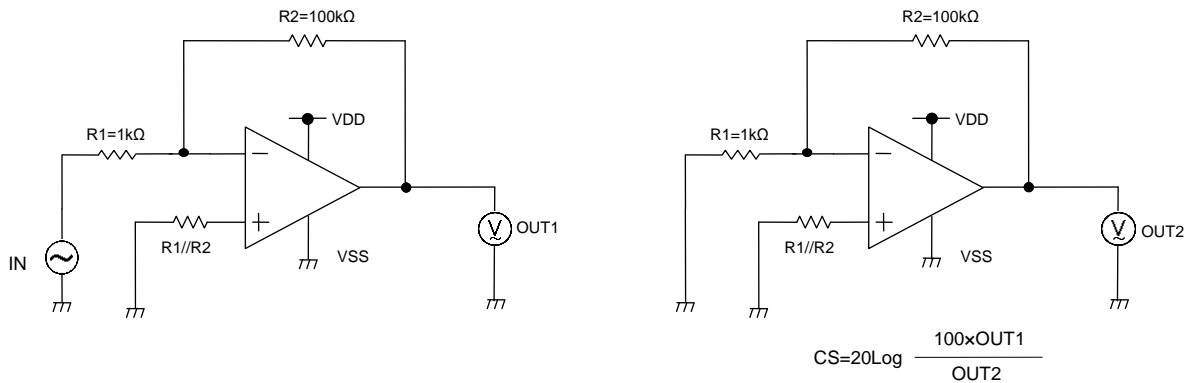 R2=100kΩ
VDD
R1=1kΩ
−
+
V
OUT1
R1//R2
VSS
IN
R2=100kΩ
VDD
R1=1kΩ
−
+
V
OUT2
R1//R2
VSS
CS=20Log 100×OUT1
OUT2